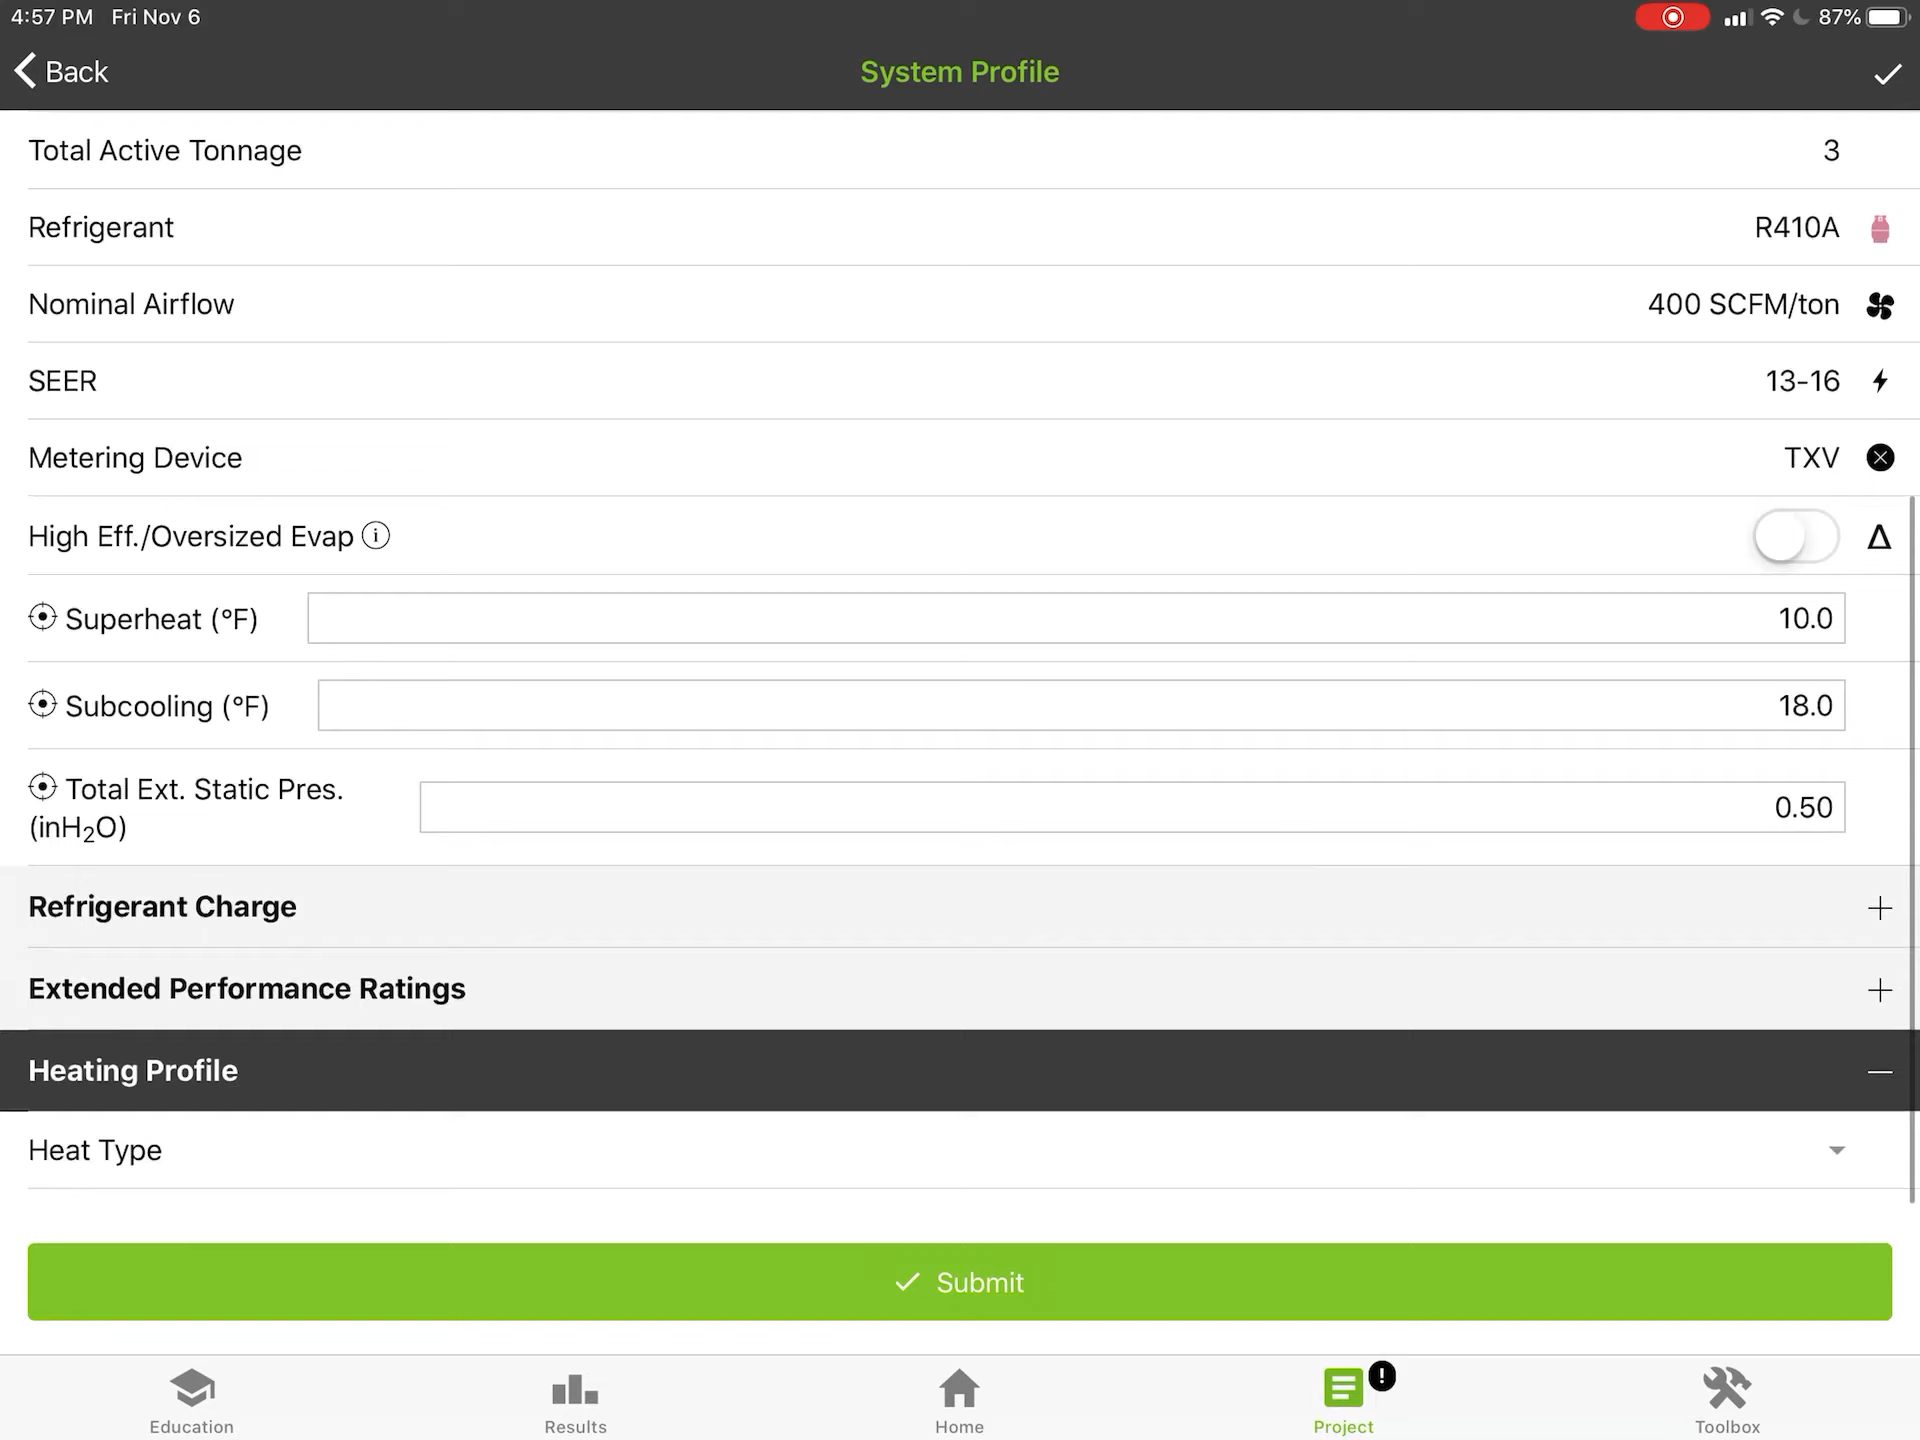 4:57 PM Fri Nov 6 87%
Back System Profile
Total Active Tonnage 3
Refrigerant R410A
Nominal Airflow 400 SCFM/ton
SEER 13-16
Metering Device TXV
High Eff./Oversized Evap i Δ
Superheat (°F) 10.0
Subcooling (°F) 18.0
Total Ext. Static Pres.
(inH₂O) 0.50
Refrigerant Charge +
Extended Performance Ratings +
Heating Profile —
Heat Type
Submit
!
Education Results Home Project Toolbox